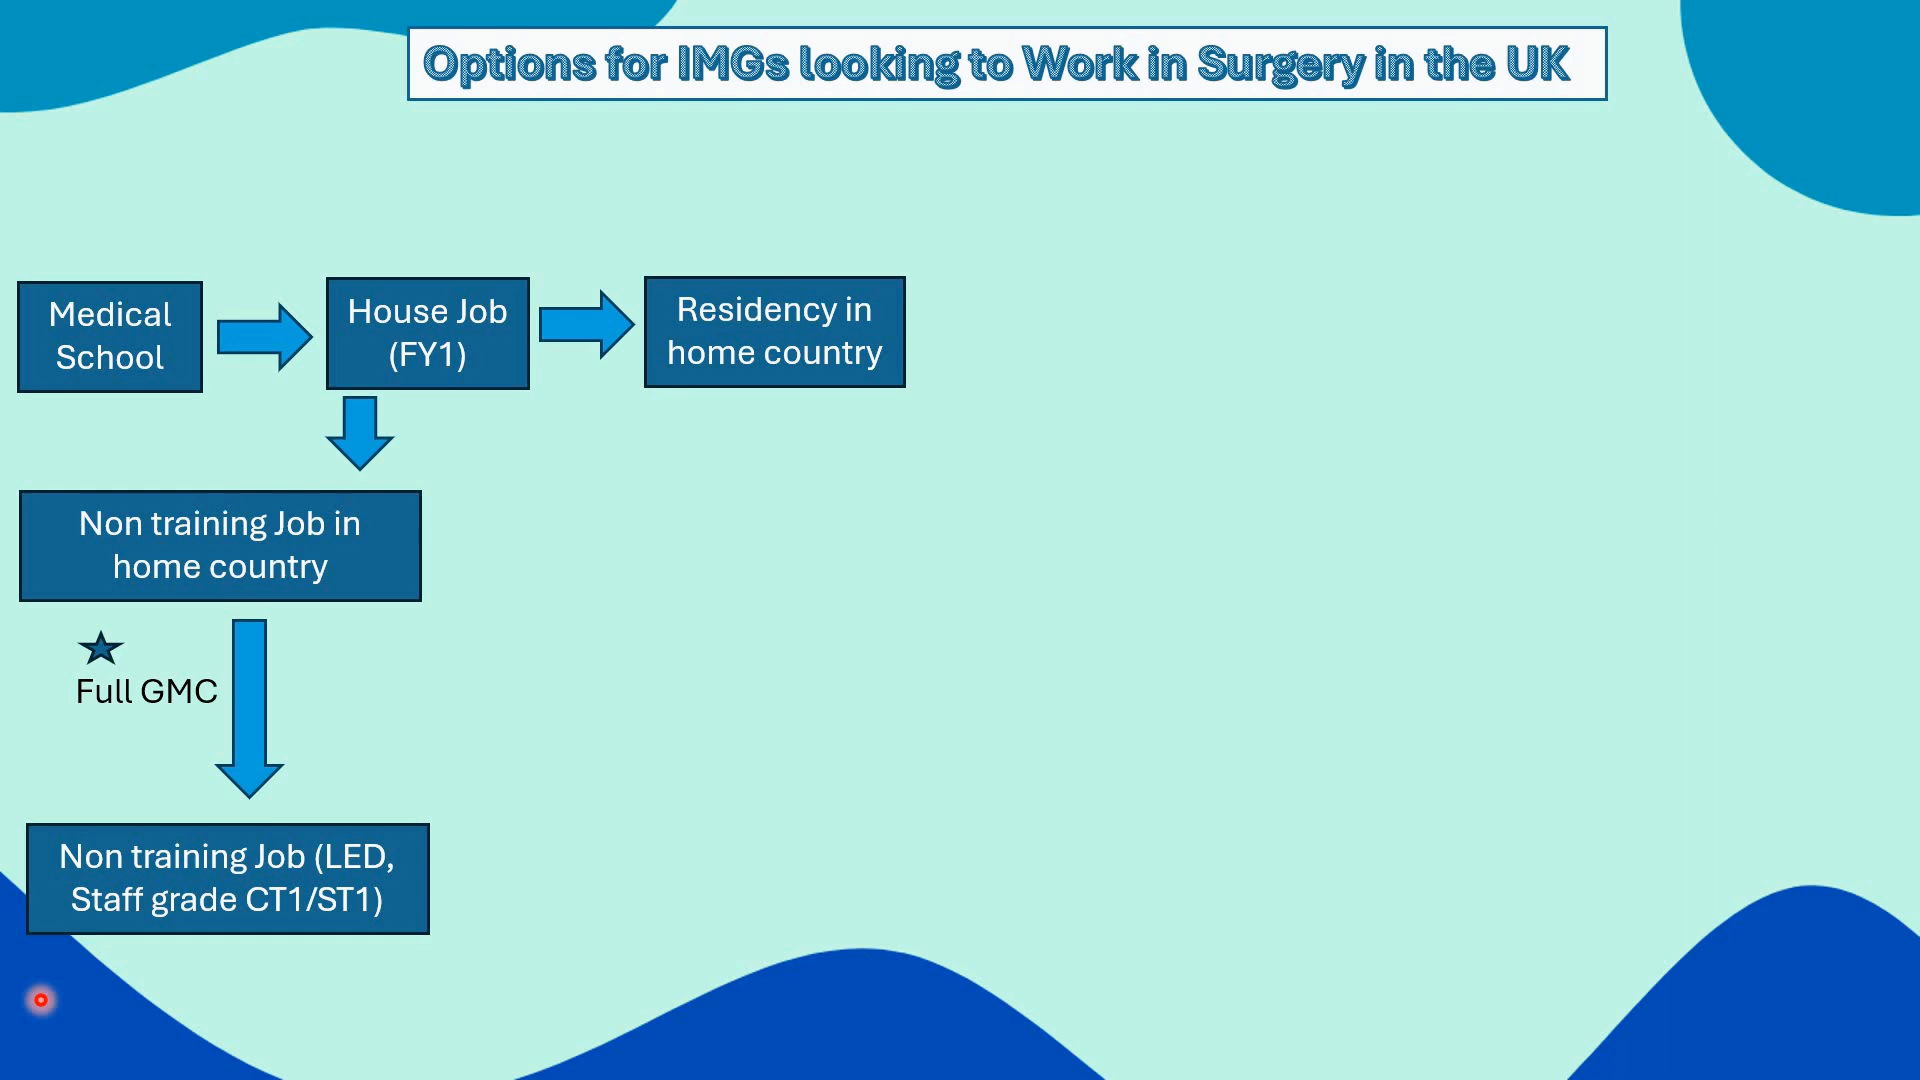 Options for IMGs looking to Work in Surgery in the UK
Medical
School
House Job
(FY1)
Residency in
home country
Non training Job in
home country
Full GMC
Non training Job (LED,
Staff grade CT1/ST1)